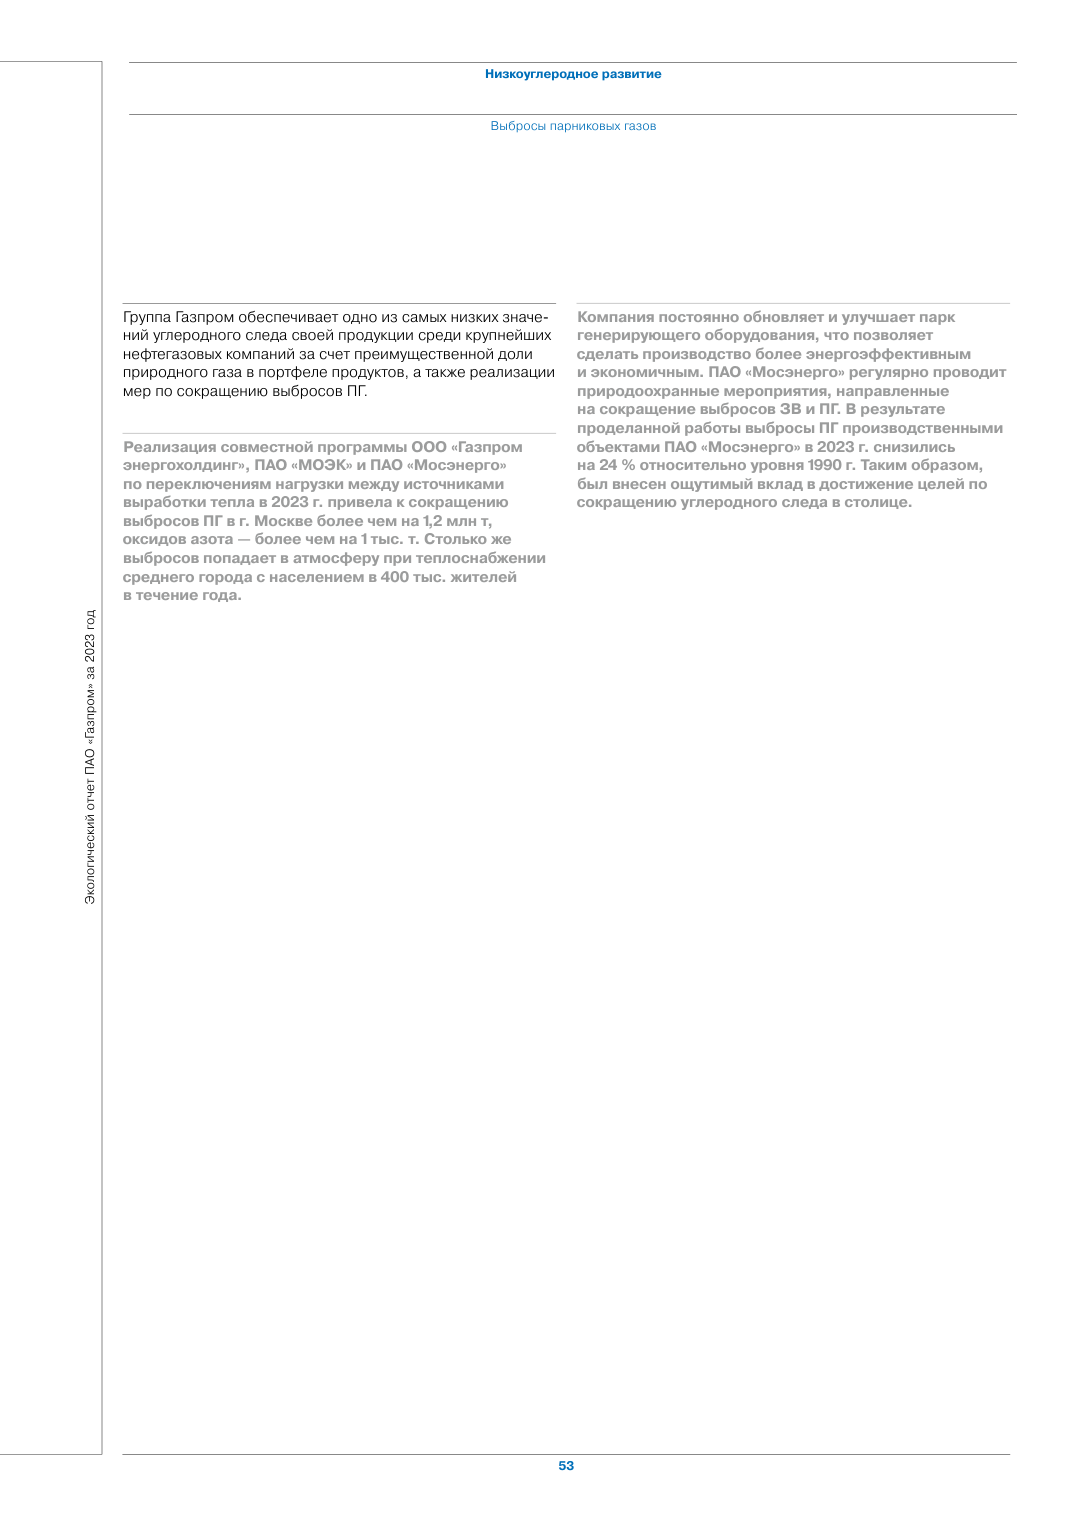 Низкоуглеродное развитие
Выбросы парниковых газов
Группа Газпром обеспечивает одно из самых низких значе-
ний углеродного следа своей продукции среди крупнейших
нефтегазовых компаний за счет преимущественной доли
природного газа в портфеле продуктов, а также реализации
мер по сокращению выбросов ПГ.
Реализация совместной программы ООО «Газпром
энергохолдинг», ПАО «МОЭК» и ПАО «Мосэнерго»
по переключениям нагрузки между источниками
выработки тепла в 2023 г. привела к сокращению
выбросов ПГ в г. Москве более чем на 1,2 млн т,
оксидов азота — более чем на 1 тыс. т. Столько же
выбросов попадает в атмосферу при теплоснабжении
среднего города с населением в 400 тыс. жителей
в течение года.
Компания постоянно обновляет и улучшает парк
генерирующего оборудования, что позволяет
сделать производство более энергоэффективным
и экономичным. ПАО «Мосэнерго» регулярно проводит
природоохранные мероприятия, направленные
на сокращение выбросов ЗВ и ПГ. В результате
проделанной работы выбросы ПГ производственными
объектами ПАО «Мосэнерго» в 2023 г. снизились
на 24 % относительно уровня 1990 г. Таким образом,
был внесен ощутимый вклад в достижение целей по
сокращению углеродного следа в столице.
Экологический отчет ПАО «Газпром» за 2023 год
53